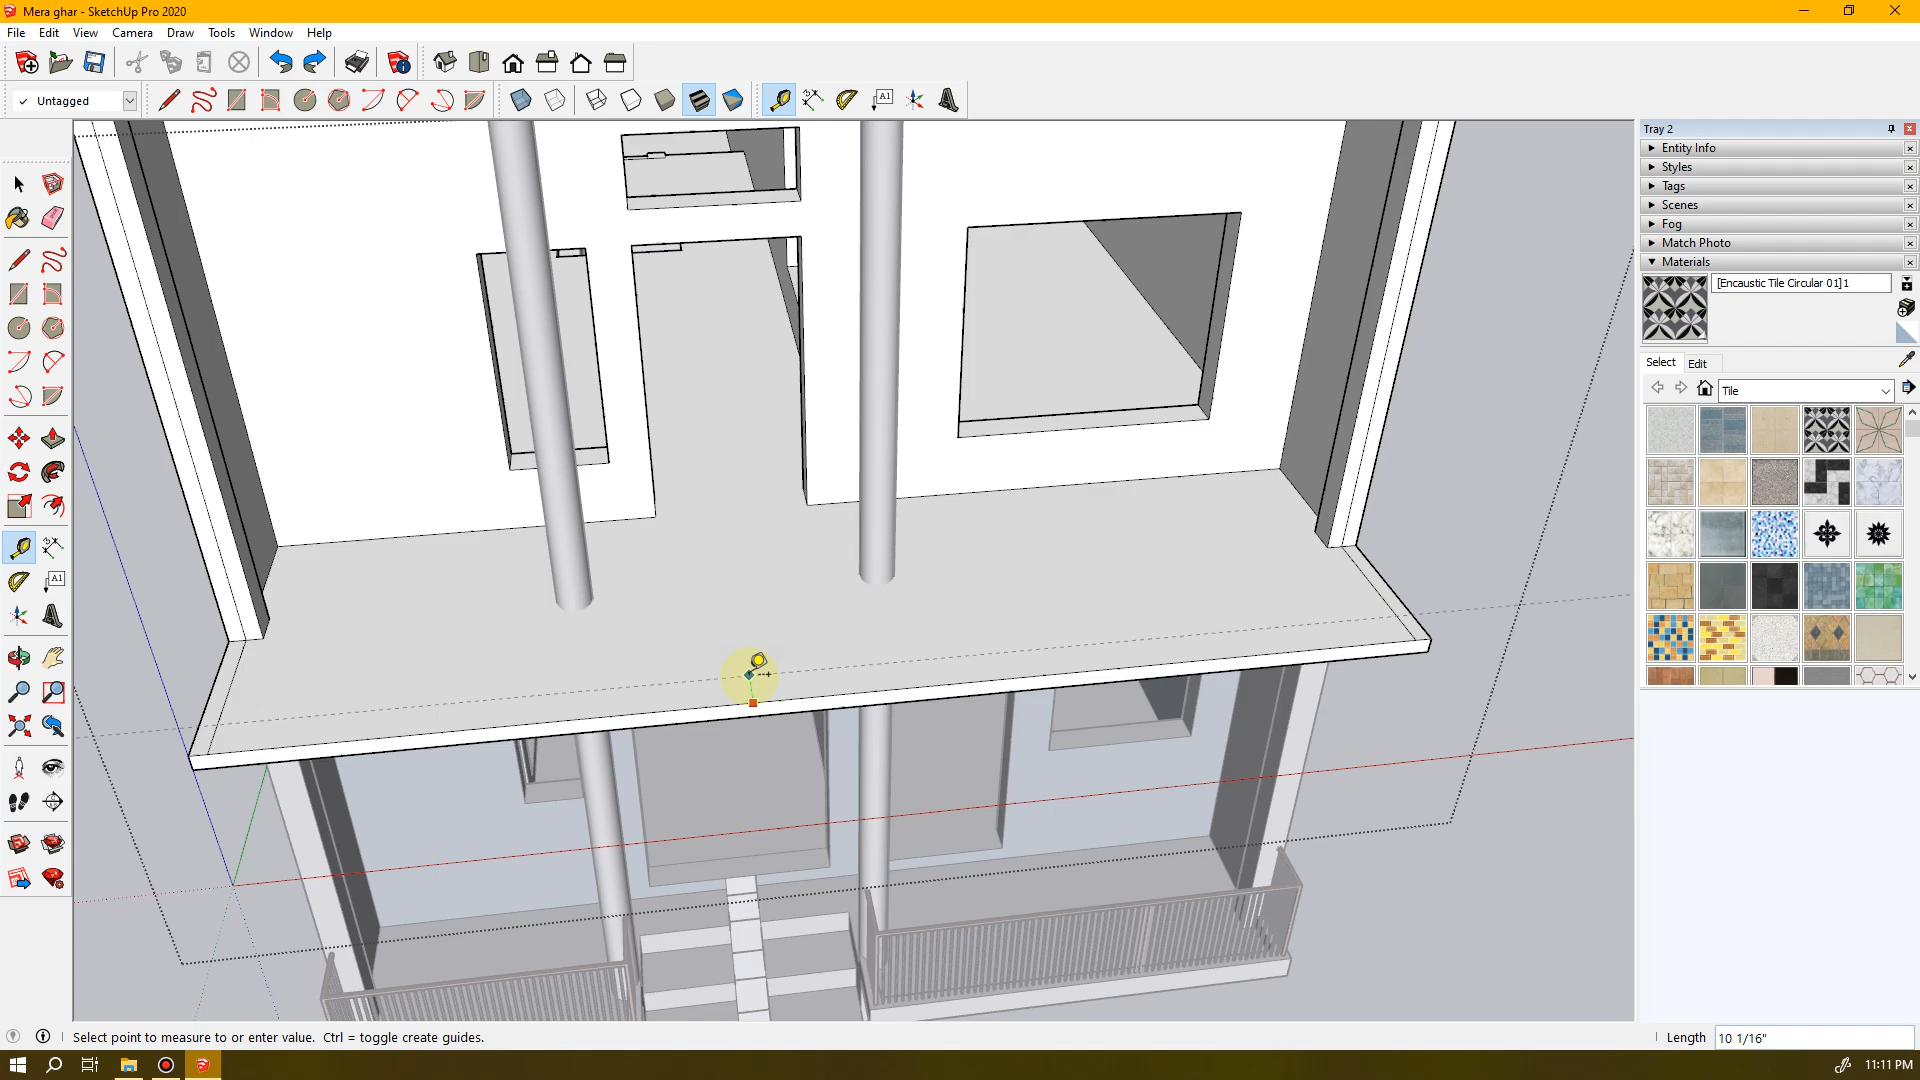 Mera ghar - SketchUp Pro 2020
File Edit View Camera Draw Tools Window Help
✓ Untagged
A1
Tray 2
Entity Info
Styles
Tags
Scenes
Fog
Match Photo
Materials
[Encaustic Tile Circular 01]1
Select Edit
Tile
A1
Select point to measure to or enter value. Ctrl = toggle create guides.
Length 10 1/16"
11:11 PM